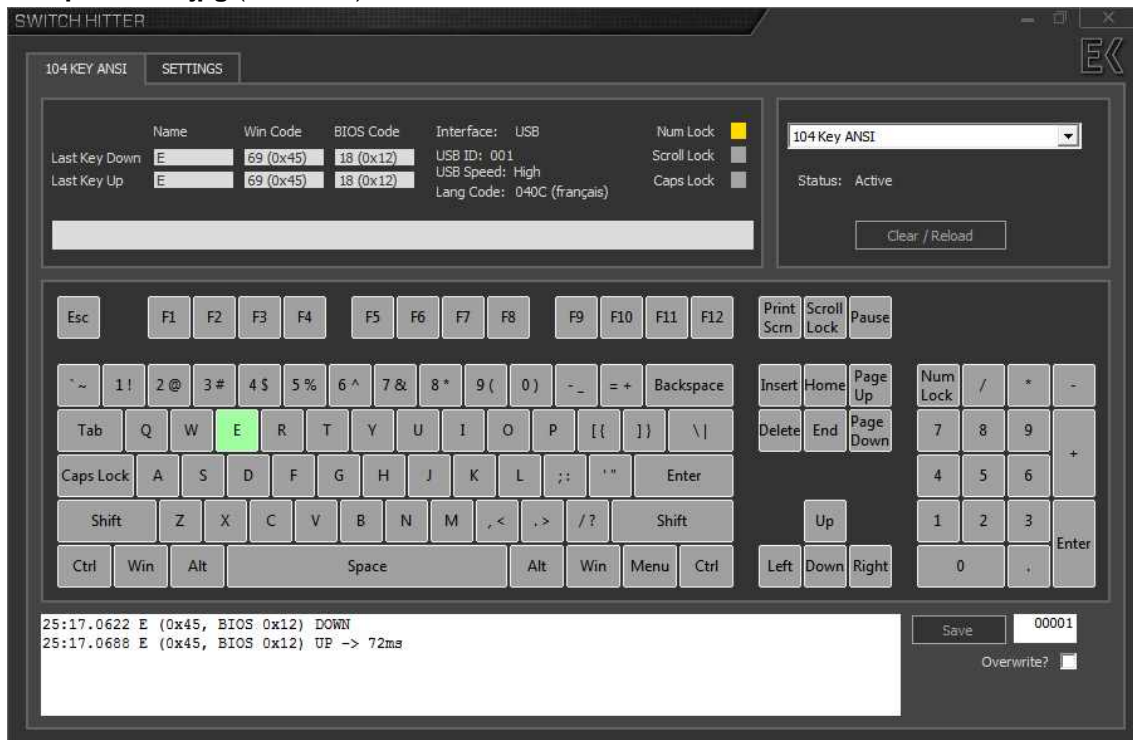 SWITCH HITTER
EK
104 KEY ANSI SETTINGS
Name Win Code BIOS Code Interface: USB Num Lock
104 Key ANSI
Last Key Down E 69 (0x45) 18 (0x12) USB ID: 001 Scroll Lock
USB Speed: High
Last Key Up E 69 (0x45) 18 (0x12) Lang Code: 040C (français) Caps Lock
Status: Active
Clear / Reload
Esc F1 F2 F3 F4 F5 F6 F7 F8 F9 F10 F11 F12 Print Scrn Scroll Lock Pause
` ~ 1 ! 2 @ 3 # 4 $ 5 % 6 ^ 7 & 8 * 9 ( 0 ) - _ = + Backspace Insert Home Page Up Num Lock / * -
Tab Q W E R T Y U I O P [ { ] } \ | Delete End Page Down 7 8 9 +
Caps Lock A S D F G H J K L ; : ' " Enter 4 5 6
Shift Z X C V B N M , < . > / ? Shift Up 1 2 3 Enter
Ctrl Win Alt Space Alt Win Menu Ctrl Left Down Right 0 .
25:17.0622 E (0x45, BIOS 0x12) DOWN
25:17.0688 E (0x45, BIOS 0x12) UP -> 72ms
Save 00001
Overwrite?